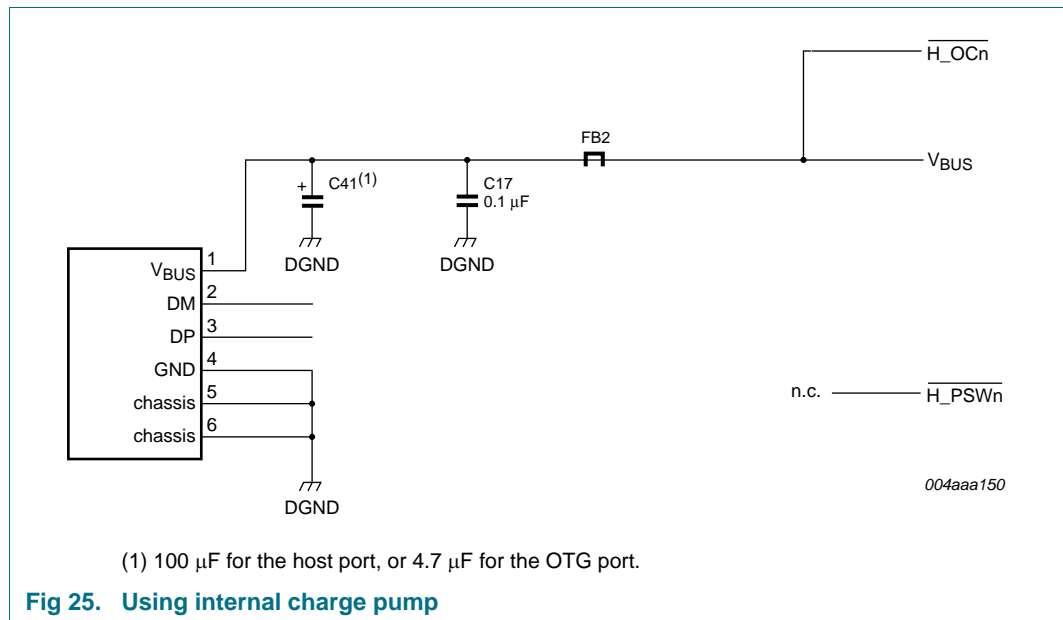 H_OCn
FB2
VBUS
+ C41(1)
C17
0.1 μF
DGND
DGND
VBUS 1
DM 2
DP 3
GND 4
chassis 5
chassis 6
n.c.
H_PSWn
DGND
004aaa150
(1) 100 μF for the host port, or 4.7 μF for the OTG port.
Fig 25. Using internal charge pump